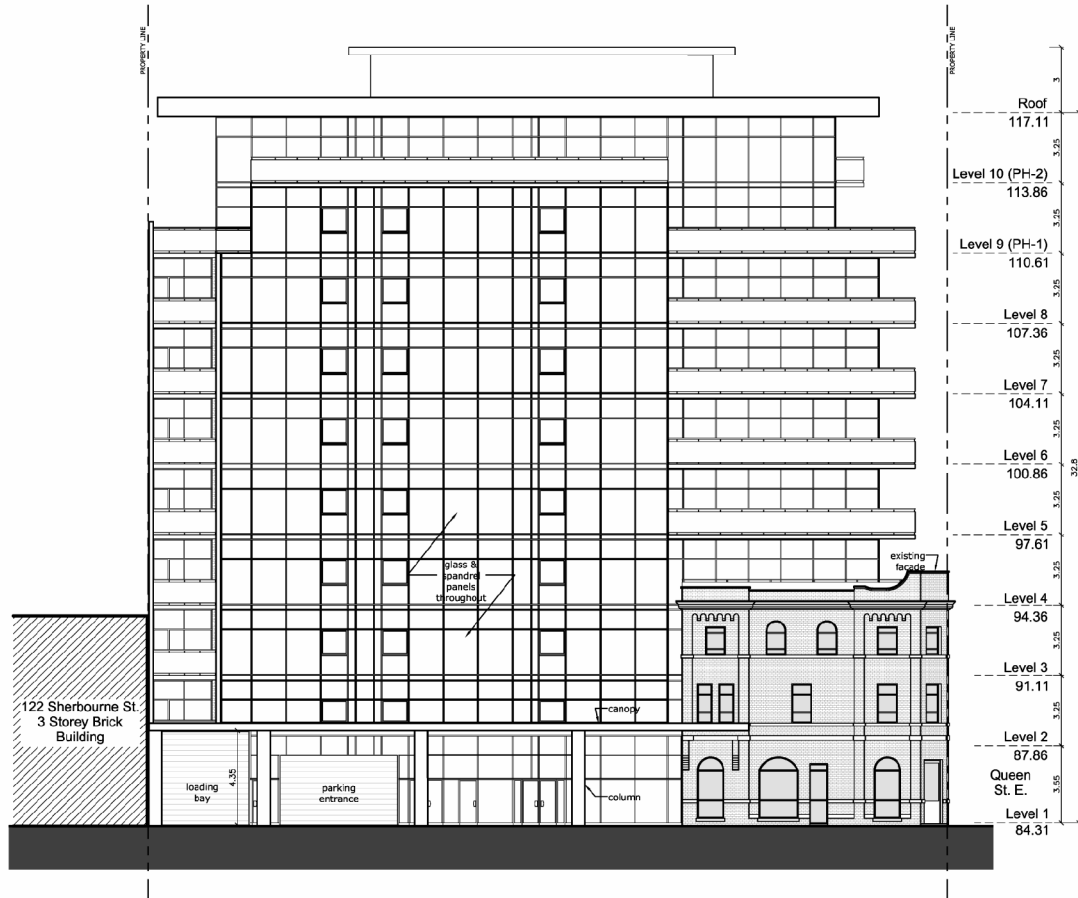 PROPERTY LINE
PROPERTY LINE
3
Roof
117.11
3.25
Level 10 (PH-2)
113.86
3.25
Level 9 (PH-1)
110.61
3.25
Level 8
107.36
3.25
Level 7
104.11
3.25
Level 6
100.86
32.8
3.25
Level 5
97.61
existing
facade
3.25
glass &
spandrel
panels
throughout
Level 4
94.36
3.25
Level 3
91.11
122 Sherbourne St.
3 Storey Brick
Building
canopy
3.25
Level 2
87.86
4.35
loading
bay
parking
entrance
column
Queen
St. E.
3.55
Level 1
84.31